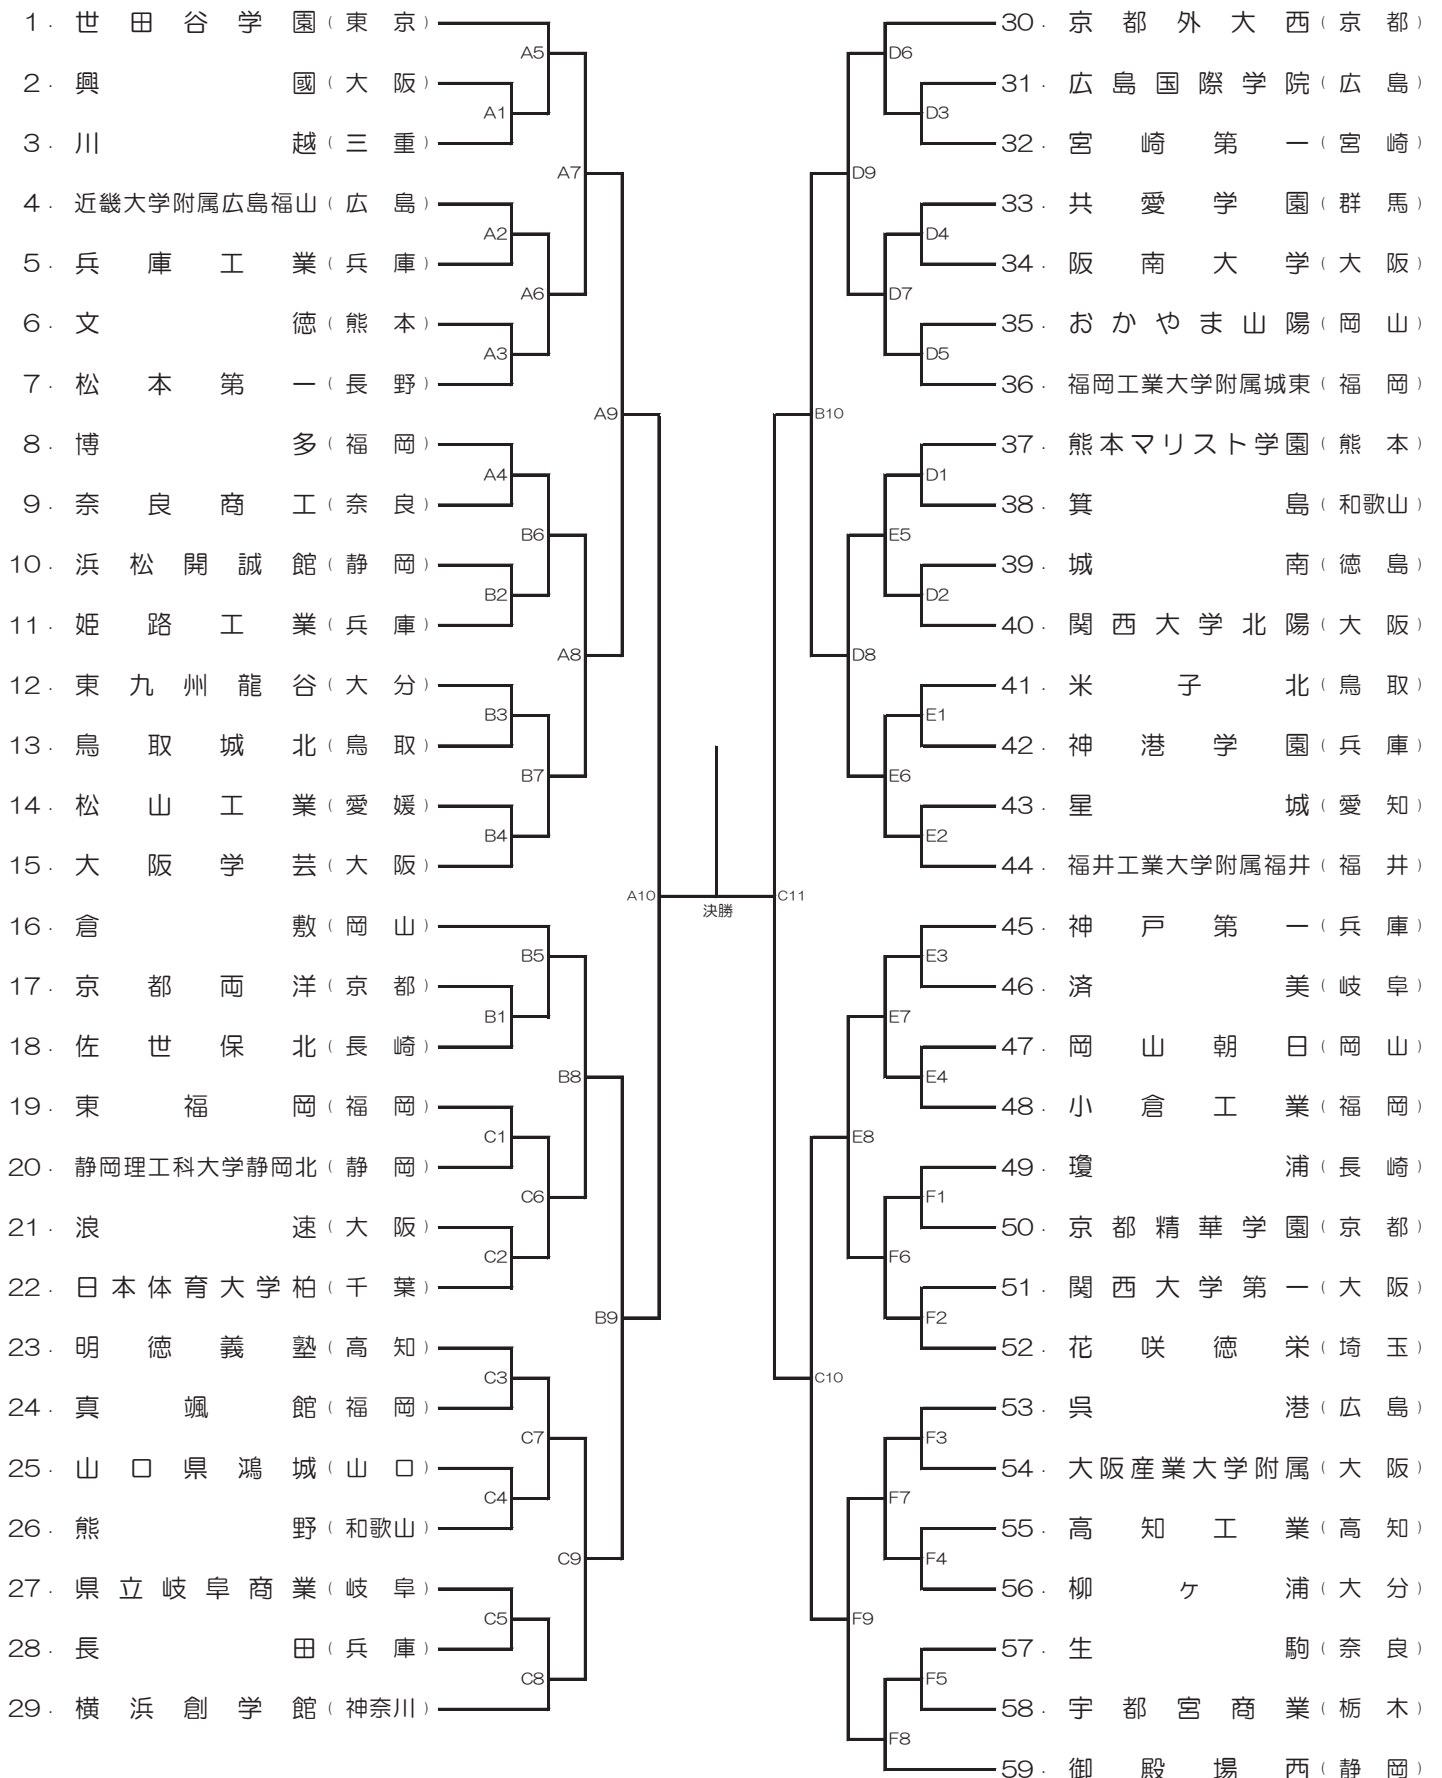 1. 世田谷学園(東京)
2. 興國(大阪)
3. 川越(三重)
4. 近畿大学附属広島福山(広島)
5. 兵庫工業(兵庫)
6. 文徳(熊本)
7. 松本第一(長野)
8. 博多(福岡)
9. 奈良商工(奈良)
10. 浜松開誠館(静岡)
11. 姫路工業(兵庫)
12. 東九州龍谷(大分)
13. 鳥取城北(鳥取)
14. 松山工業(愛媛)
15. 大阪学芸(大阪)
16. 倉敷(岡山)
17. 京都両洋(京都)
18. 佐世保北(長崎)
19. 東福岡(福岡)
20. 静岡理工科大学静岡北(静岡)
21. 浪速(大阪)
22. 日本体育大学柏(千葉)
23. 明徳義塾(高知)
24. 真颯館(福岡)
25. 山口県鴻城(山口)
26. 熊野(和歌山)
27. 県立岐阜商業(岐阜)
28. 長田(兵庫)
29. 横浜創学館(神奈川)
A5
A1
A7
A2
A6
A3
A9
A4
B6
B2
A8
B3
B7
B4
A10
B5
B1
B8
C1
C6
C2
B9
C3
C7
C4
C9
C5
C8
決勝
C11
D6
D3
D9
D4
D7
D5
B10
D1
E5
D2
D8
E1
E6
E2
E3
E7
E4
E8
F1
F6
F2
C10
F3
F7
F4
F9
F5
F8
30. 京都外大西(京都)
31. 広島国際学院(広島)
32. 宮崎第一(宮崎)
33. 共愛学園(群馬)
34. 阪南大学(大阪)
35. おかやま山陽(岡山)
36. 福岡工業大学附属城東(福岡)
37. 熊本マリスト学園(熊本)
38. 箕島(和歌山)
39. 城南(徳島)
40. 関西大学北陽(大阪)
41. 米子北(鳥取)
42. 神港学園(兵庫)
43. 星城(愛知)
44. 福井工業大学附属福井(福井)
45. 神戸第一(兵庫)
46. 済美(岐阜)
47. 岡山朝日(岡山)
48. 小倉工業(福岡)
49. 瓊浦(長崎)
50. 京都精華学園(京都)
51. 関西大学第一(大阪)
52. 花咲徳栄(埼玉)
53. 呉港(広島)
54. 大阪産業大学附属(大阪)
55. 高知工業(高知)
56. 柳ヶ浦(大分)
57. 生駒(奈良)
58. 宇都宮商業(栃木)
59. 御殿場西(静岡)